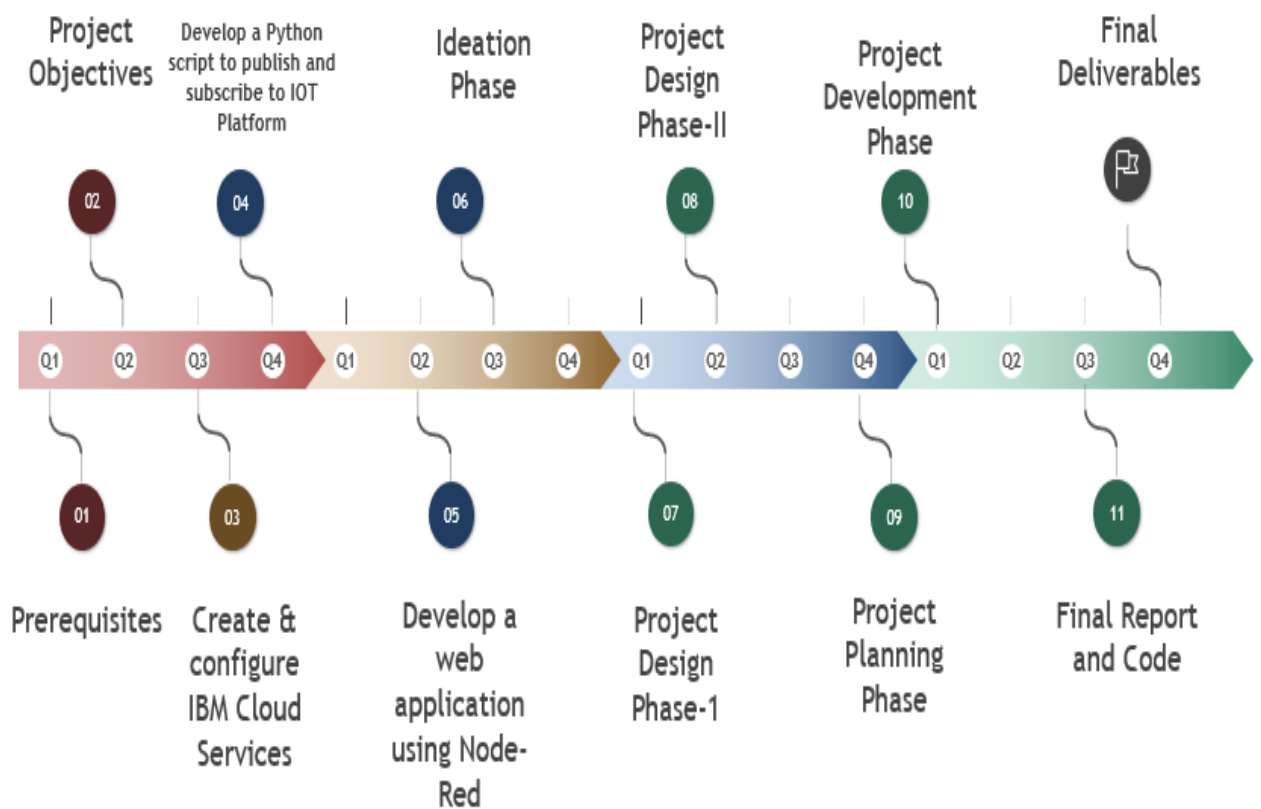 Project
Objectives
Develop a Python
script to publish and
subscribe to IOT
Platform
Ideation
Phase
Project
Design
Phase-II
Project
Development
Phase
Final
Deliverables
02
04
06
08
10
Q1
Q2
Q3
Q4
Q1
Q2
Q3
Q4
Q1
Q2
Q3
Q4
Q1
Q2
Q3
Q4
01
03
05
07
09
11
Prerequisites
Create &
configure
IBM Cloud
Services
Develop a
web
application
using Node-
Red
Project
Design
Phase-1
Project
Planning
Phase
Final Report
and Code